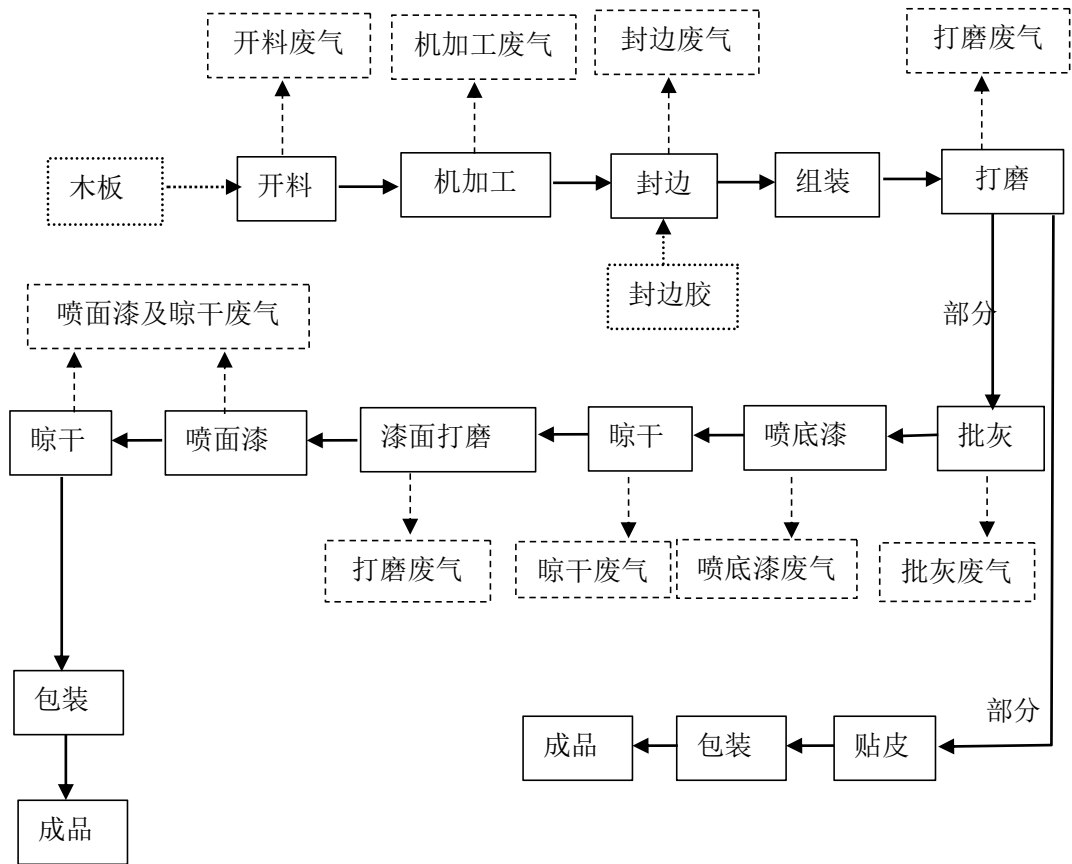 开料废气
机加工废气
封边废气
打磨废气
木板
开料
机加工
封边
组装
打磨
封边胶
喷面漆及晾干废气
部分
晾干
喷面漆
漆面打磨
晾干
喷底漆
批灰
打磨废气
晾干废气
喷底漆废气
批灰废气
包装
部分
成品
包装
贴皮
成品